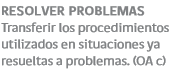 RESOLVER PROBLEMAS
Transferir los procedimientos
utilizados en situaciones ya
resueltas a problemas. (OA c)